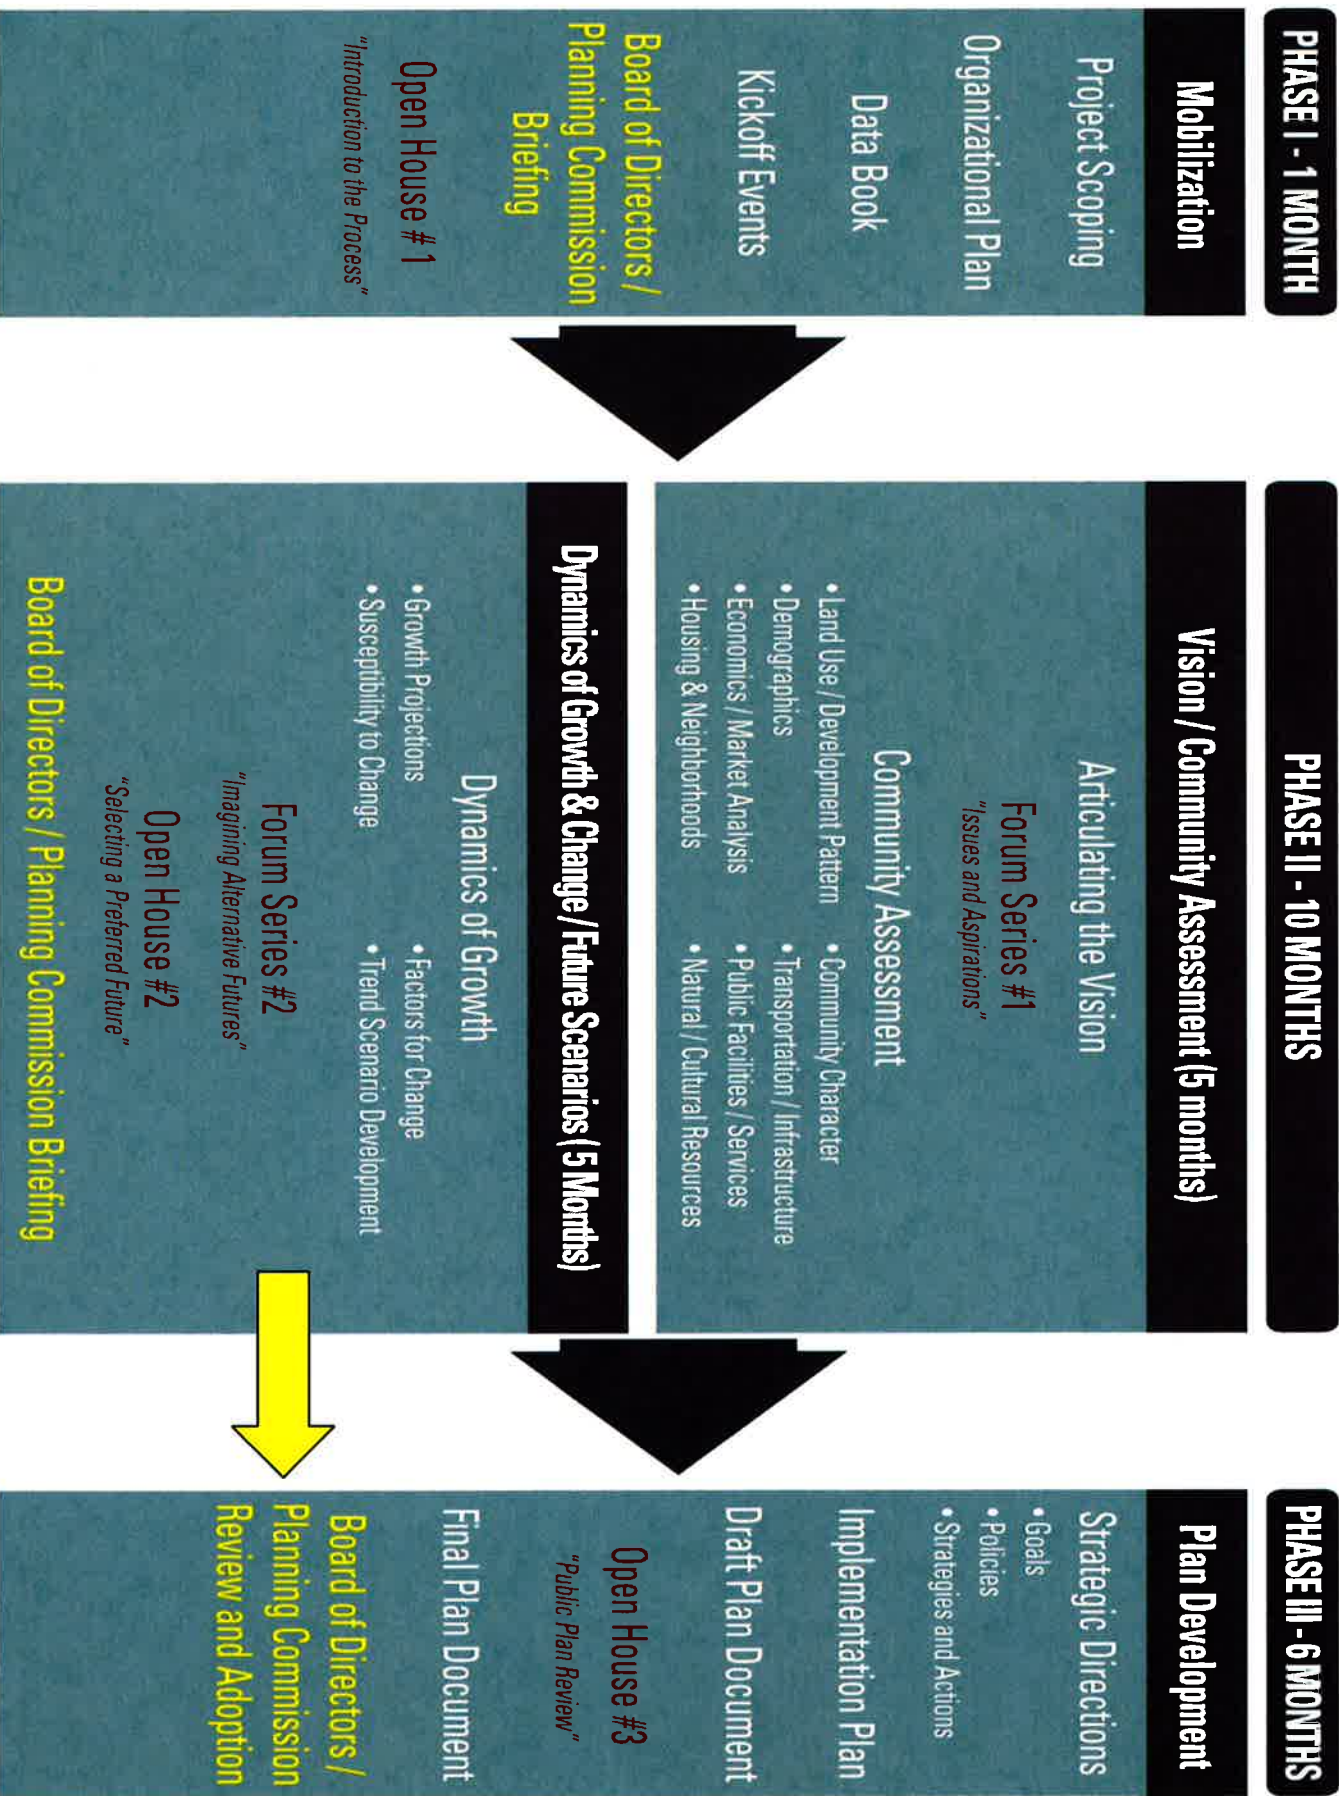 PHASE I - 1 MONTH
Mobilization
Project Scoping
Organizational Plan
Data Book
Kickoff Events
Board of Directors /
Planning Commission
Briefing
Open House # 1
"Introduction to the Process"
PHASE II - 10 MONTHS
Vision / Community Assessment (5 months)
Articulating the Vision
Forum Series #1
"Issues and Aspirations"
Community Assessment
• Land Use / Development Pattern
• Demographics
• Economics / Market Analysis
• Housing & Neighborhoods
• Community Character
• Transportation / Infrastructure
• Public Facilities / Services
• Natural / Cultural Resources
Dynamics of Growth & Change / Future Scenarios (5 Months)
Dynamics of Growth
• Growth Projections
• Susceptibility to Change
• Factors for Change
• Trend Scenario Development
Forum Series #2
"Imagining Alternative Futures"
Open House #2
"Selecting a Preferred Future"
Board of Directors / Planning Commission Briefing
PHASE III - 6 MONTHS
Plan Development
Strategic Directions
• Goals
• Policies
• Strategies and Actions
Implementation Plan
Draft Plan Document
Open House #3
"Public Plan Review"
Final Plan Document
Board of Directors /
Planning Commission
Review and Adoption